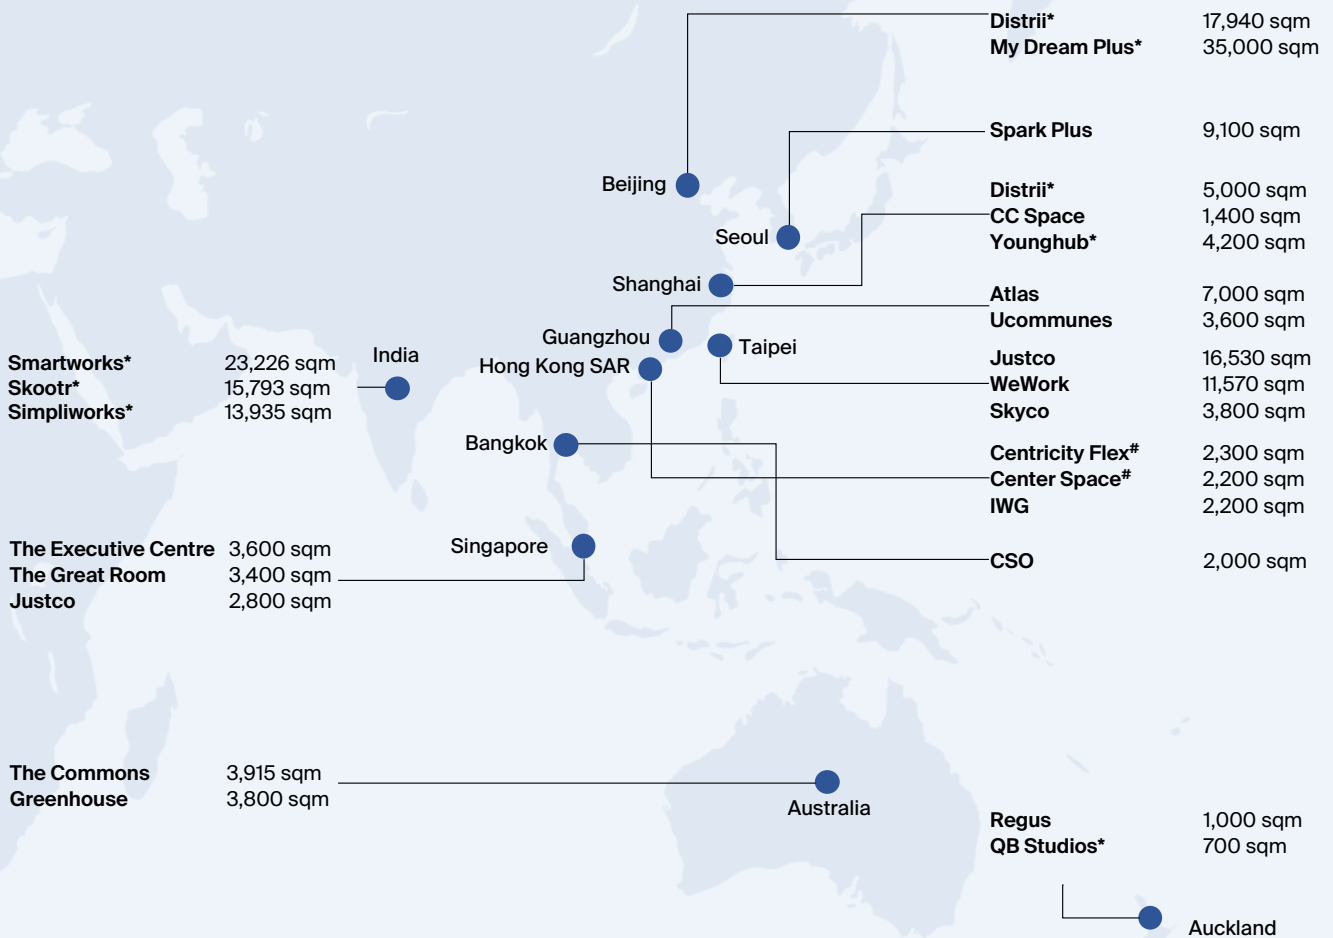 Distrii* 17,940 sqm
My Dream Plus* 35,000 sqm
Spark Plus 9,100 sqm
Beijing
Distrii* 5,000 sqm
CC Space 1,400 sqm
Younghub* 4,200 sqm
Seoul
Shanghai
Atlas 7,000 sqm
Ucommunes 3,600 sqm
Guangzhou
Taipei
Hong Kong SAR
Justco 16,530 sqm
WeWork 11,570 sqm
Skyco 3,800 sqm
India
Smartworks* 23,226 sqm
Skootr* 15,793 sqm
Simpliworks* 13,935 sqm
Bangkok
Centricity Flex# 2,300 sqm
Center Space# 2,200 sqm
IWG 2,200 sqm
Singapore
The Executive Centre 3,600 sqm
The Great Room 3,400 sqm
Justco 2,800 sqm
CSO 2,000 sqm
The Commons 3,915 sqm
Greenhouse 3,800 sqm
Australia
Regus 1,000 sqm
QB Studios* 700 sqm
Auckland